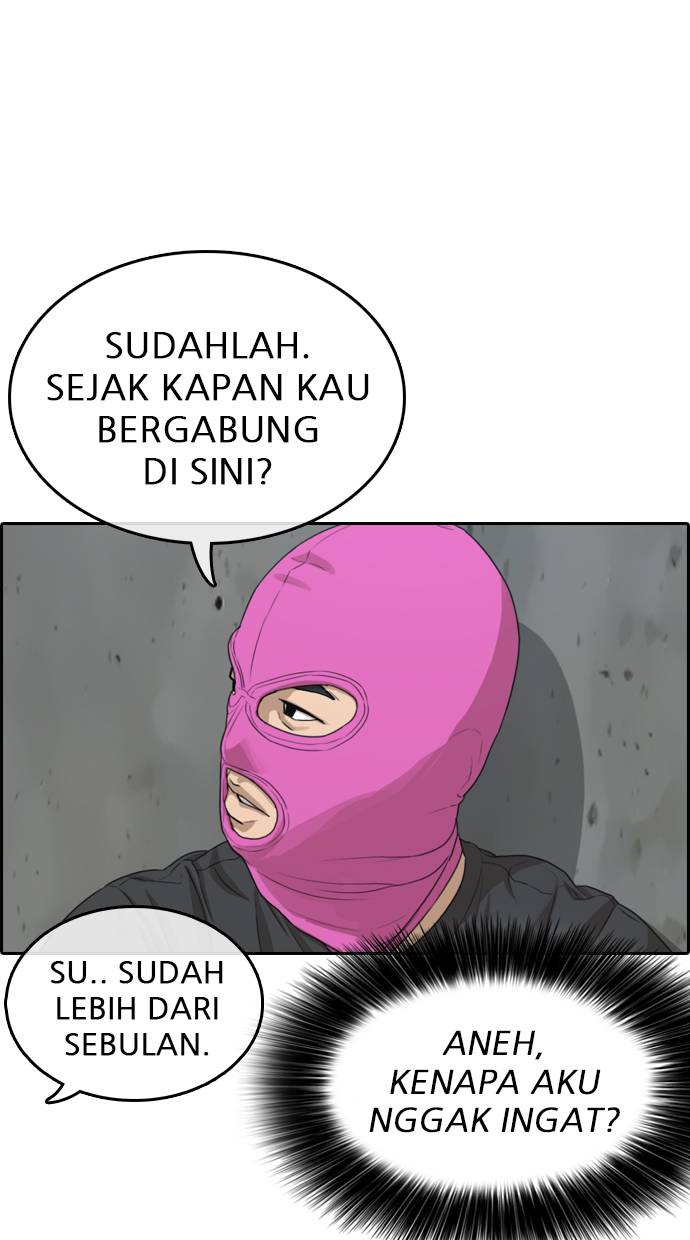 SUDAHLAH.
SEJAK KAPAN KAU
BERGABUNG
DI SINI?
SU.. SUDAH
LEBIH DARI
SEBULAN.
ANEH,
KENAPA AKU
NGGAK INGAT?